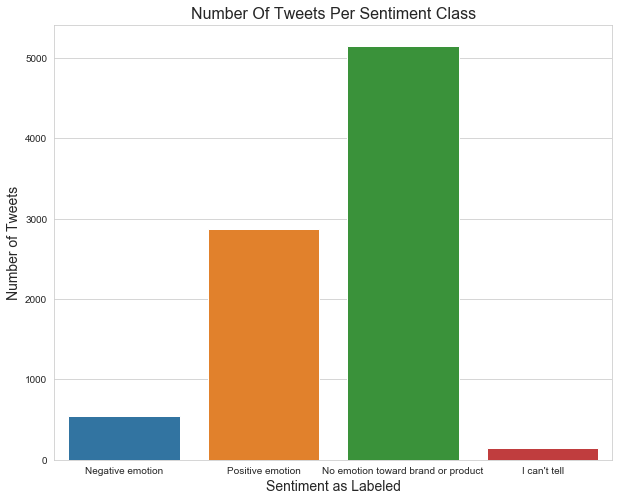 Number Of Tweets Per Sentiment Class
Number of Tweets
5000
4000
3000
2000
1000
0
Negative emotion
Positive emotion
No emotion toward brand or product
I can't tell
Sentiment as Labeled